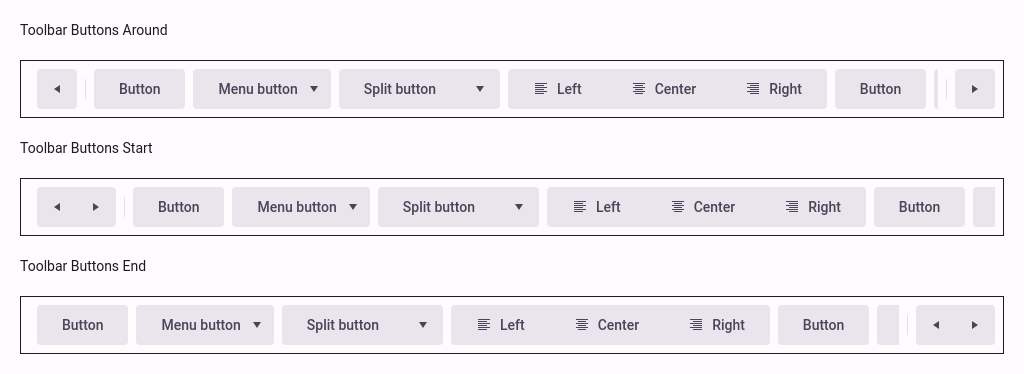 Toolbar Buttons Around
Button Menu button Split button Left Center Right Button
Toolbar Buttons Start
Button Menu button Split button Left Center Right Button
Toolbar Buttons End
Button Menu button Split button Left Center Right Button